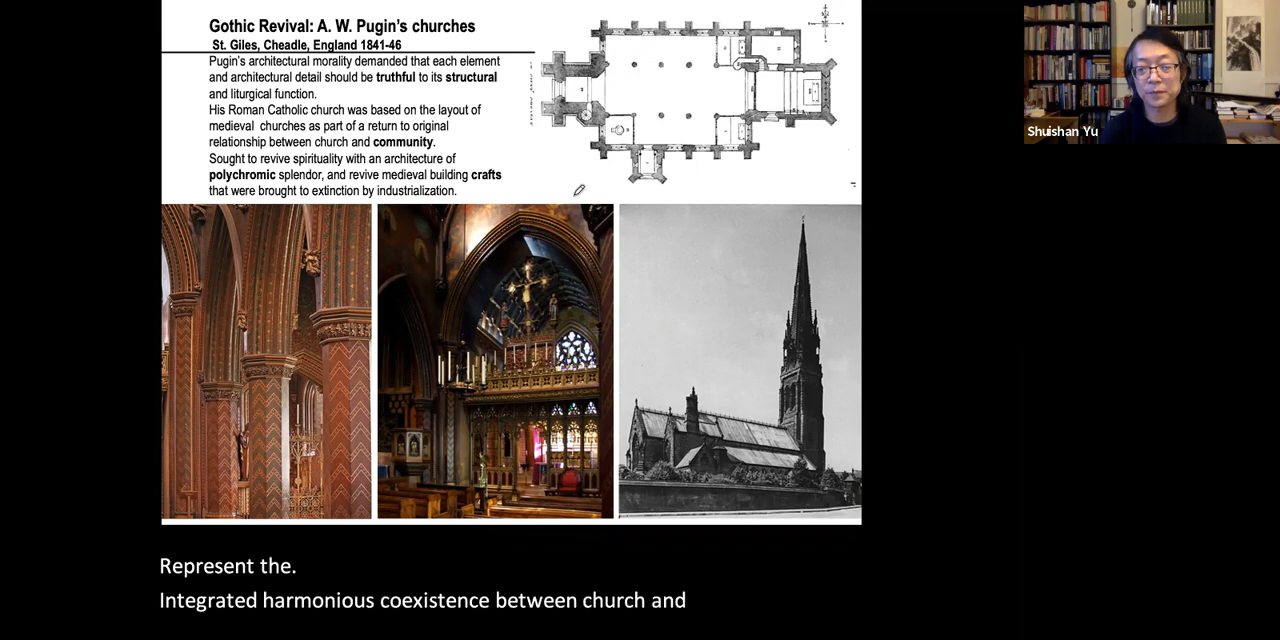 Gothic Revival: A. W. Pugin's churches
St. Giles, Cheadle, England 1841-46
Pugin's architectural morality demanded that each element
and architectural detail should be truthful to its structural
and liturgical function.
His Roman Catholic church was based on the layout of
medieval churches as part of a return to original
relationship between church and community.
Sought to revive spirituality with an architecture of
polychromic splendor, and revive medieval building crafts
that were brought to extinction by industrialization.
Shuishan Yu
Represent the.
Integrated harmonious coexistence between church and